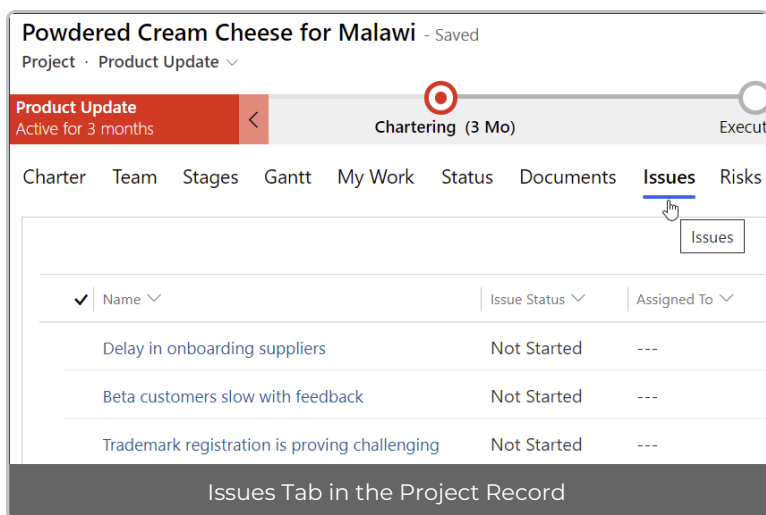 Powdered Cream Cheese for Malawi - Saved
Project · Product Update
Product Update
Active for 3 months
Chartering (3 Mo)
Execut
Charter Team Stages Gantt My Work Status Documents Issues Risks
Issues
Name Issue Status Assigned To
Delay in onboarding suppliers Not Started ---
Beta customers slow with feedback Not Started ---
Trademark registration is proving challenging Not Started ---
Issues Tab in the Project Record